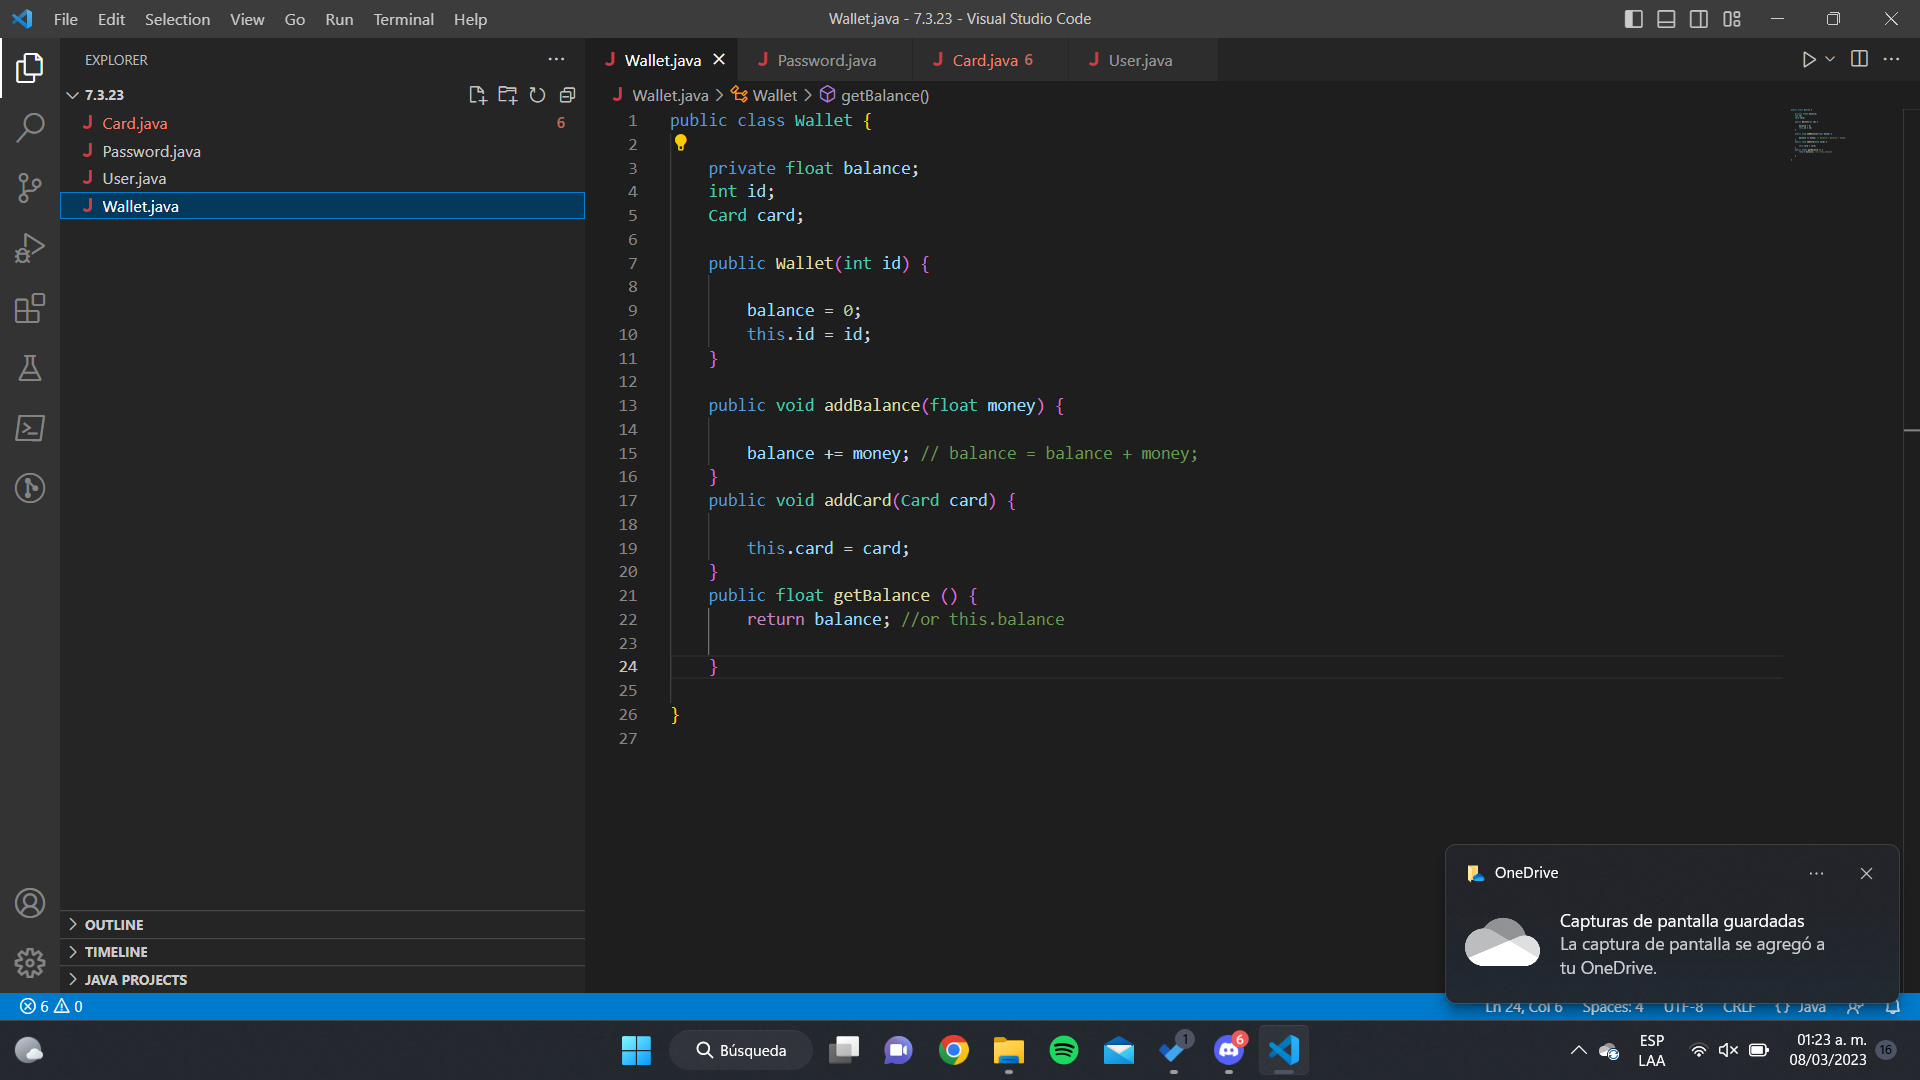 File Edit Selection View Go Run Terminal Help
Wallet.java - 7.3.23 - Visual Studio Code
EXPLORER
7.3.23
Card.java 6
Password.java
User.java
Wallet.java
OUTLINE
TIMELINE
JAVA PROJECTS
Wallet.java Password.java Card.java 6 User.java
Wallet.java > Wallet > getBalance()
1 public class Wallet {
2
3 private float balance;
4 int id;
5 Card card;
6
7 public Wallet(int id) {
8
9 balance = 0;
10 this.id = id;
11 }
12
13 public void addBalance(float money) {
14
15 balance += money; // balance = balance + money;
16 }
17 public void addCard(Card card) {
18
19 this.card = card;
20 }
21 public float getBalance () {
22 return balance; //or this.balance
23
24 }
25
26 }
27
OneDrive
Capturas de pantalla guardadas
La captura de pantalla se agregó a
tu OneDrive.
6 0
Ln 24, Col 6 Spaces: 4 UTF-8 CRLF {} Java
Búsqueda
1
6
ESP
LAA
01:23 a. m.
08/03/2023
16